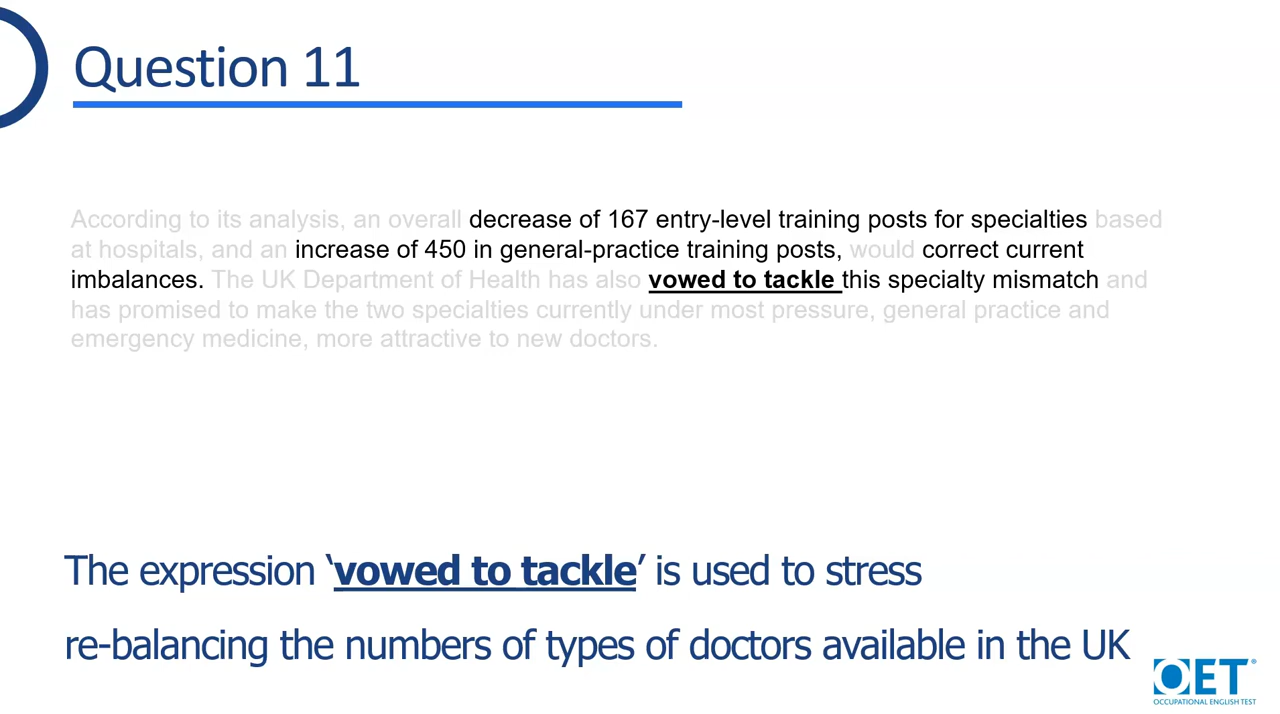 Question 11
According to its analysis, an overall decrease of 167 entry-level training posts for specialties based
at hospitals, and an increase of 450 in general-practice training posts, would correct current
imbalances. The UK Department of Health has also vowed to tackle this specialty mismatch and
has promised to make the two specialties currently under most pressure, general practice and
emergency medicine, more attractive to new doctors.
The expression ‘vowed to tackle’ is used to stress
re-balancing the numbers of types of doctors available in the UK
OET®
OCCUPATIONAL ENGLISH TEST